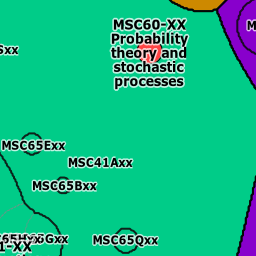 MSC60-XX
Probability
theory and
stochastic
processes
MSC65Exx
MSC41Axx
MSC65Bxx
MSC65Qxx